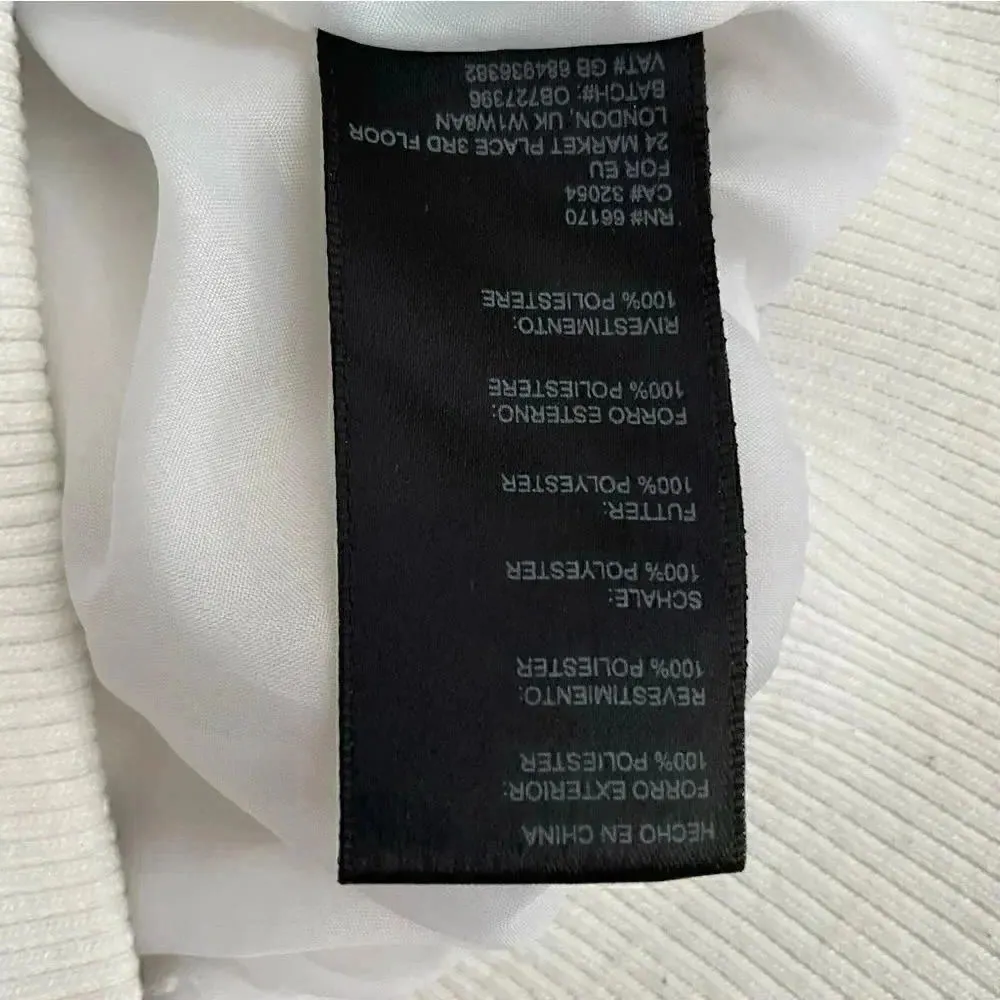 HECHO EN CHINA
FORRO EXTERIOR:
100% POLIESTER
REVESTIMIENTO:
100% POLIESTER
SCHALE:
100% POLYESTER
FUTTER:
100% POLYESTER
FORRO ESTERNO:
100% POLIESTERE
RIVESTIMENTO:
100% POLIESTERE
RN# 66170
CA# 32054
FOR EU
24 MARKET PLACE 3RD FLOOR
LONDON, UK W1W8AN
BATCH#: OB727396
VAT# GB 684936382